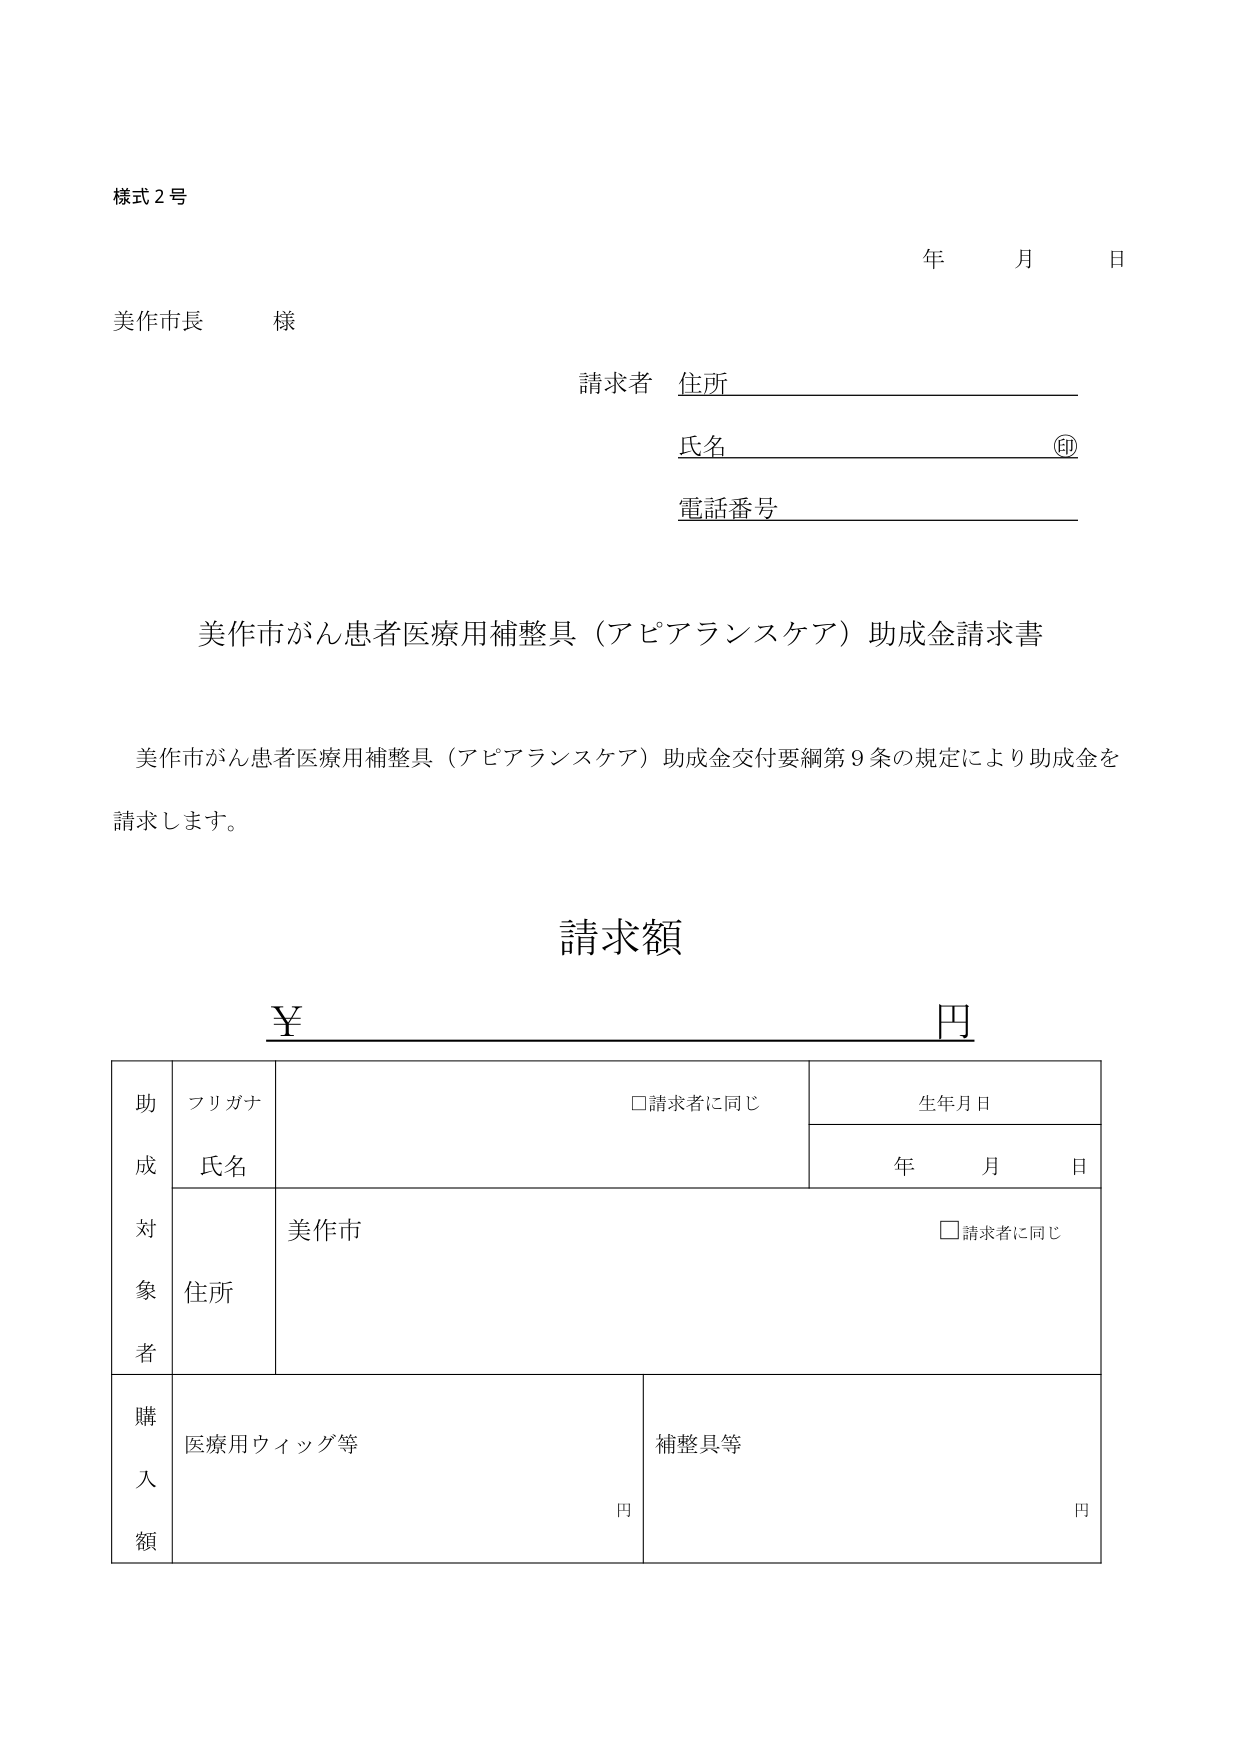 様式２号
年　　　月　　　日
美作市長　　　様
請求者　住所
氏名　　　　　　　　　　　　　㊞
電話番号
美作市がん患者医療用補整具（アピアランスケア）助成金請求書
美作市がん患者医療用補整具（アピアランスケア）助成金交付要綱第９条の規定により助成金を
請求します。
請求額
￥　　　　　　　　　　　　　　　円
助成対象者
フリガナ
氏名
□請求者に同じ
生年月日
年　　　月　　　日
住所
美作市　　　　　　　　　　□請求者に同じ
購入額
医療用ウィッグ等
円
補整具等
円